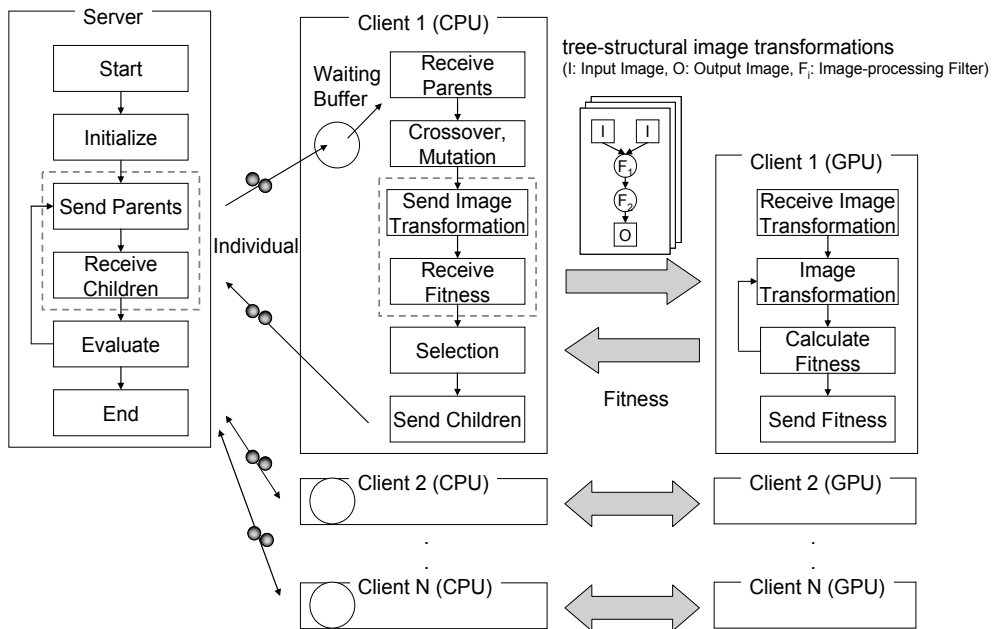 Server
Start
Initialize
Send Parents
Receive
Children
Evaluate
End
Individual
Waiting
Buffer
Client 1 (CPU)
Receive
Parents
Crossover,
Mutation
Send Image
Transformation
Receive
Fitness
Selection
Send Children
tree-structural image transformations
(I: Input Image, O: Output Image, Fi: Image-processing Filter)
I I
F1
F2
O
Fitness
Client 1 (GPU)
Receive Image
Transformation
Image
Transformation
Calculate
Fitness
Send Fitness
Client 2 (CPU)
Client 2 (GPU)
.
.
.
.
Client N (CPU)
Client N (GPU)